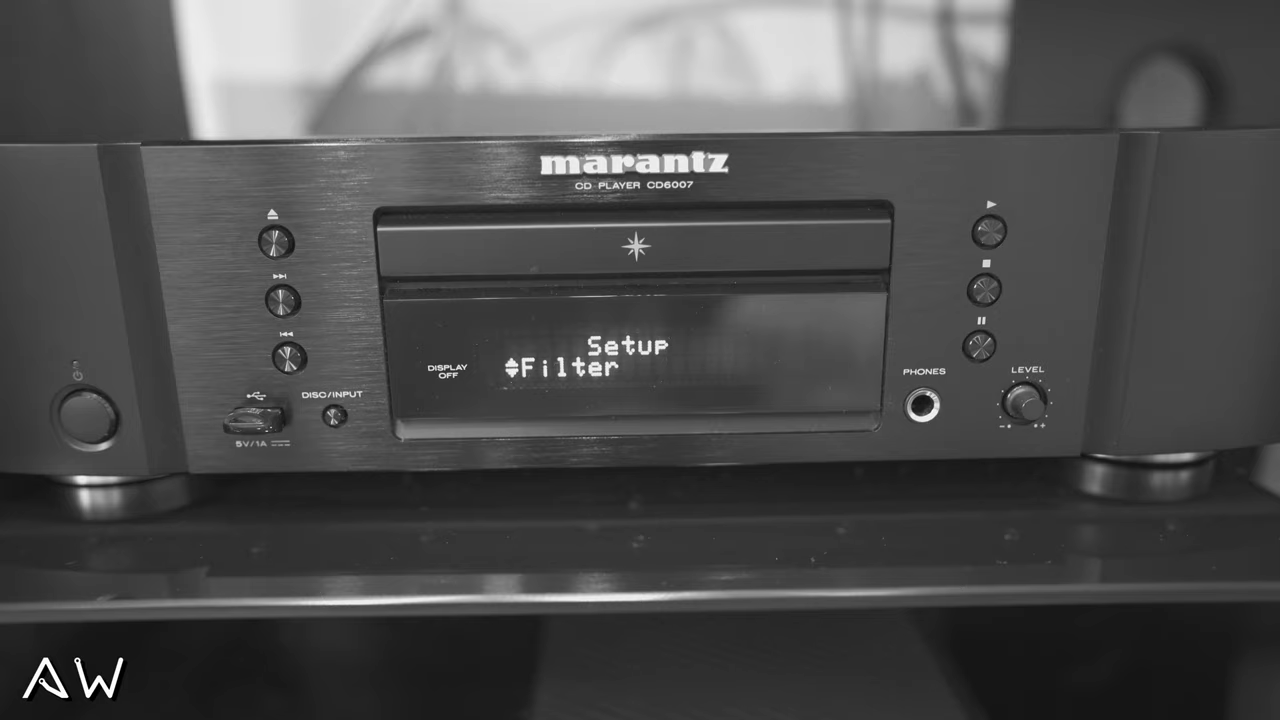 marantz
CD PLAYER CD6007
Setup
Filter
DISPLAY
OFF
DISC/INPUT
5V/1A
PHONES
LEVEL
AW